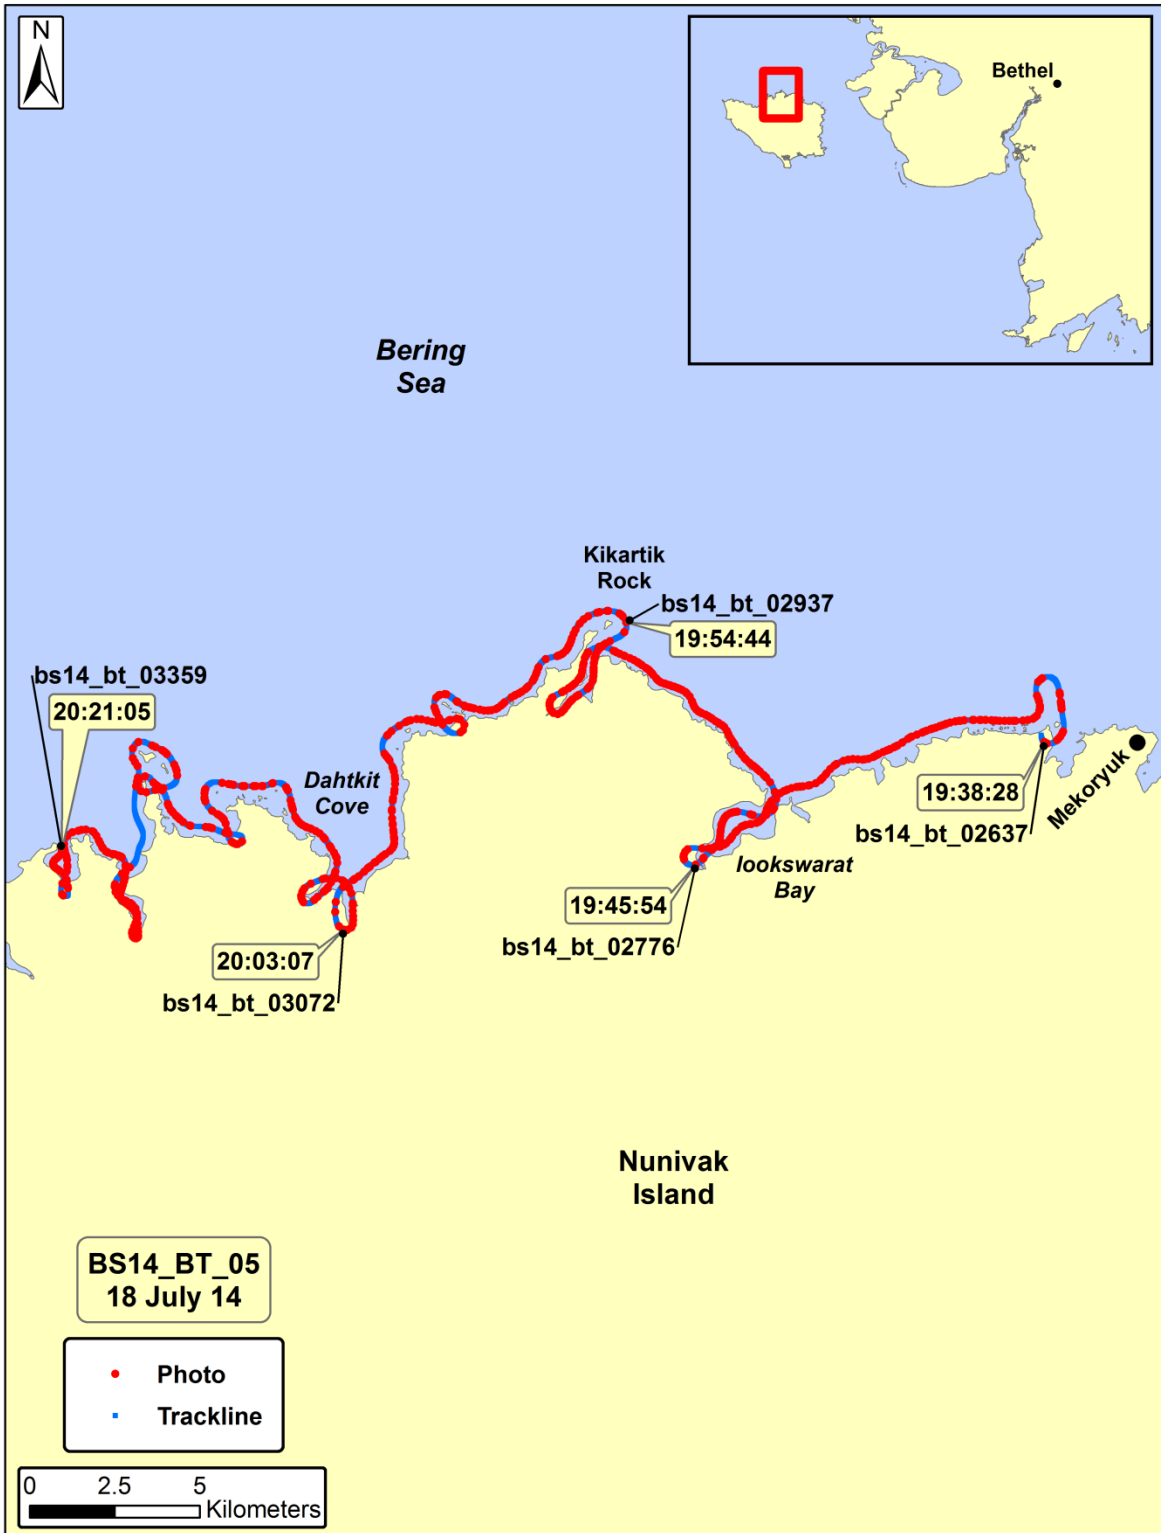 N
Bethel
Bering
Sea
Kikartik
Rock
bs14_bt_02937
19:54:44
bs14_bt_03359
20:21:05
Dahtkit
Cove
19:38:28
bs14_bt_02637
Mekoryuk
Iookswarat
Bay
19:45:54
bs14_bt_02776
20:03:07
bs14_bt_03072
Nunivak
Island
BS14_BT_05
18 July 14
Photo
Trackline
0 2.5 5
Kilometers